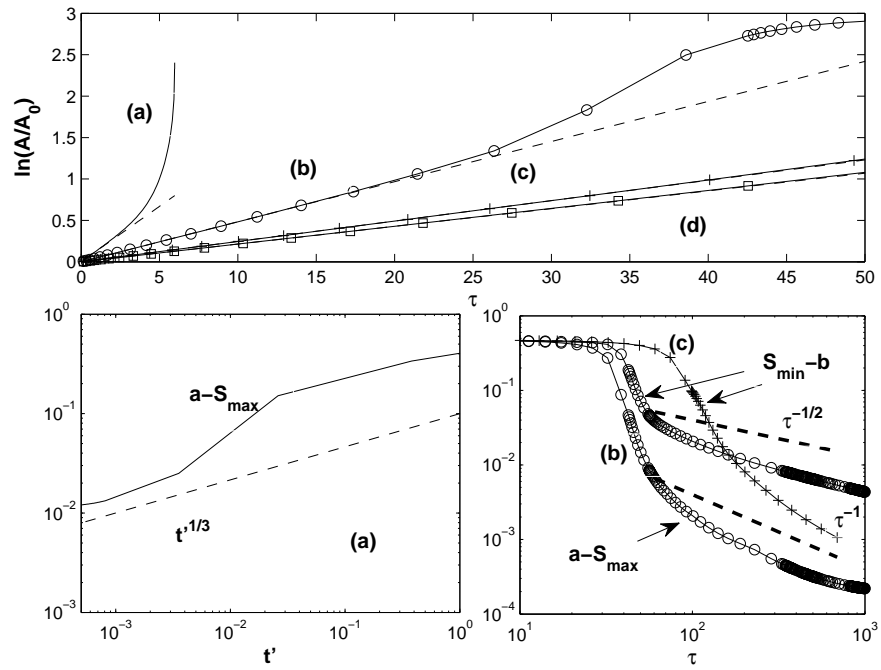 3
2.5
2
1.5
1
0.5
0
ln(A/A0)
(a)
(b)
(c)
(d)
0 5 10 15 20 25 30 35 40 45 50
τ
10^0
10^-1
10^-2
10^-3
a−S_max
t'^1/3
(a)
10^-3 10^-2 10^-1 10^0
t'
10^0
10^-1
10^-2
10^-3
10^-4
(c)
S_min−b
τ^−1/2
(b)
τ^−1
a−S_max
10^1 10^2 10^3
τ